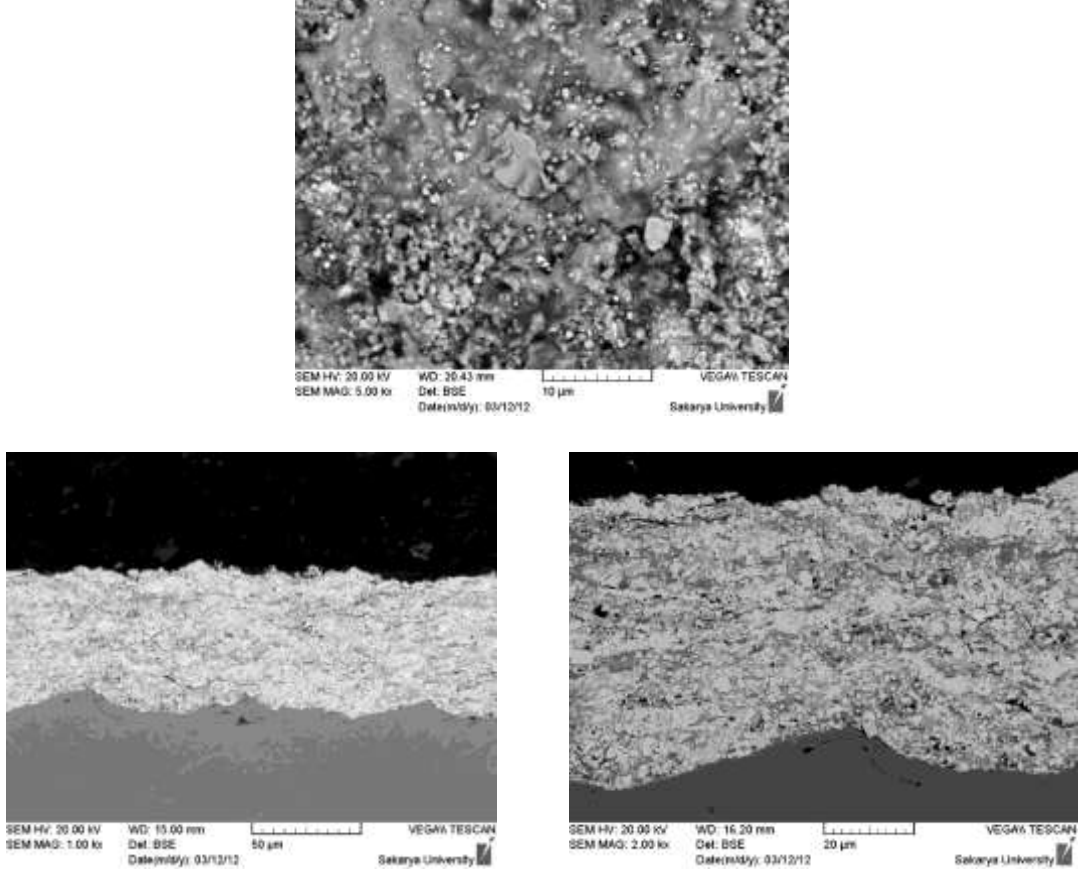 SEM HV: 20.00 kV WD: 20.43 mm VEGA\\ TESCAN
SEM MAG: 5.00 kx Det: BSE 10 µm
Date(m/d/y): 03/12/12 Sakarya University
SEM HV: 20.00 kV WD: 15.00 mm VEGA\\ TESCAN
SEM MAG: 1.00 kx Det: BSE 50 µm
Date(m/d/y): 03/12/12 Sakarya University
SEM HV: 20.00 kV WD: 16.20 mm VEGA\\ TESCAN
SEM MAG: 2.00 kx Det: BSE 20 µm
Date(m/d/y): 03/12/12 Sakarya University